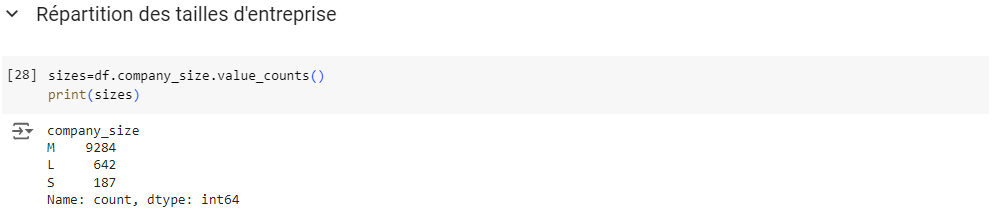 Répartition des tailles d'entreprise
[28] sizes=df.company_size.value_counts()
print(sizes)
company_size
M    9284
L     642
S     187
Name: count, dtype: int64